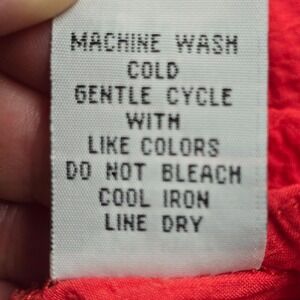 MACHINE WASH
COLD
GENTLE CYCLE
WITH
LIKE COLORS
DO NOT BLEACH
COOL IRON
LINE DRY